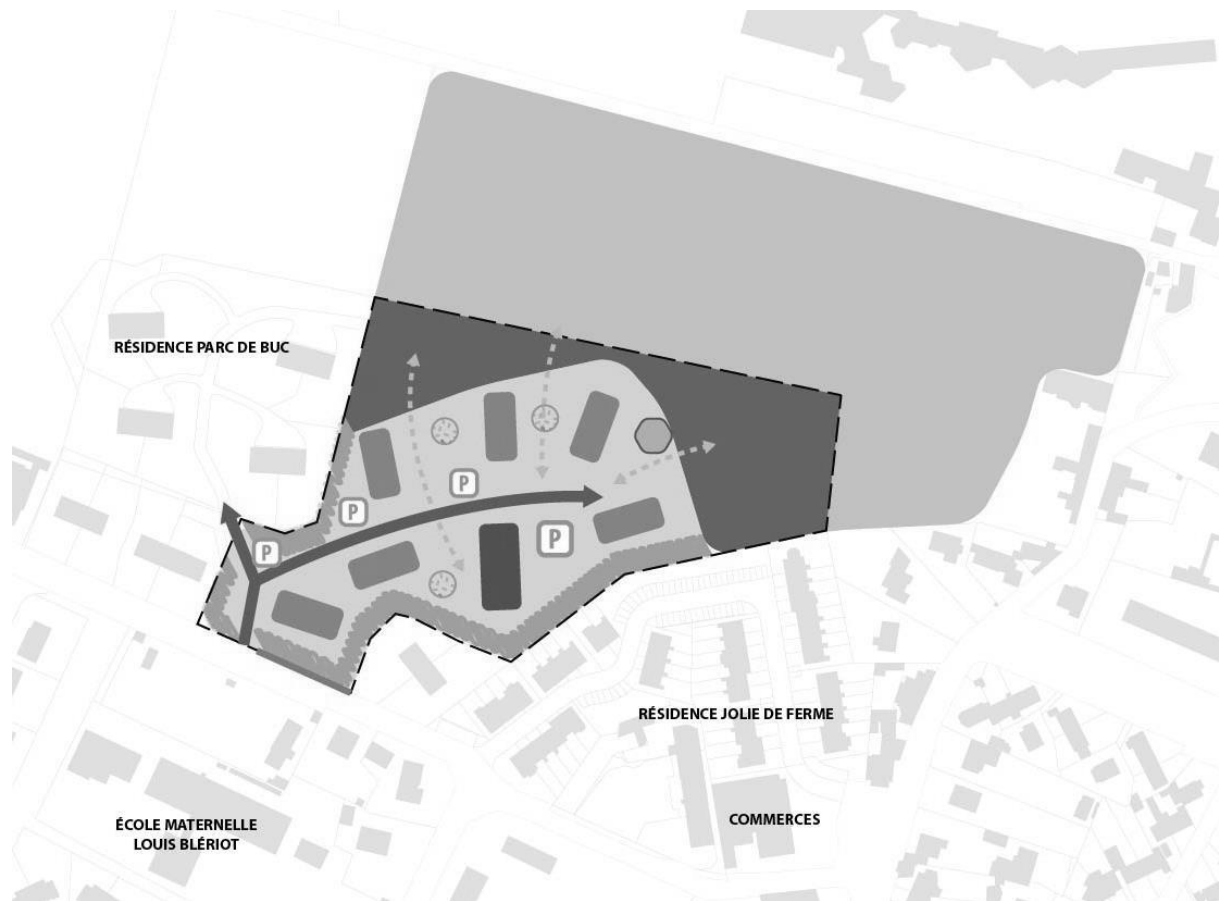 RÉSIDENCE PARC DE BUC
P
P
P
P
RÉSIDENCE JOLIE DE FERME
COMMERCES
ÉCOLE MATERNELLE
LOUIS BLÉRIOT